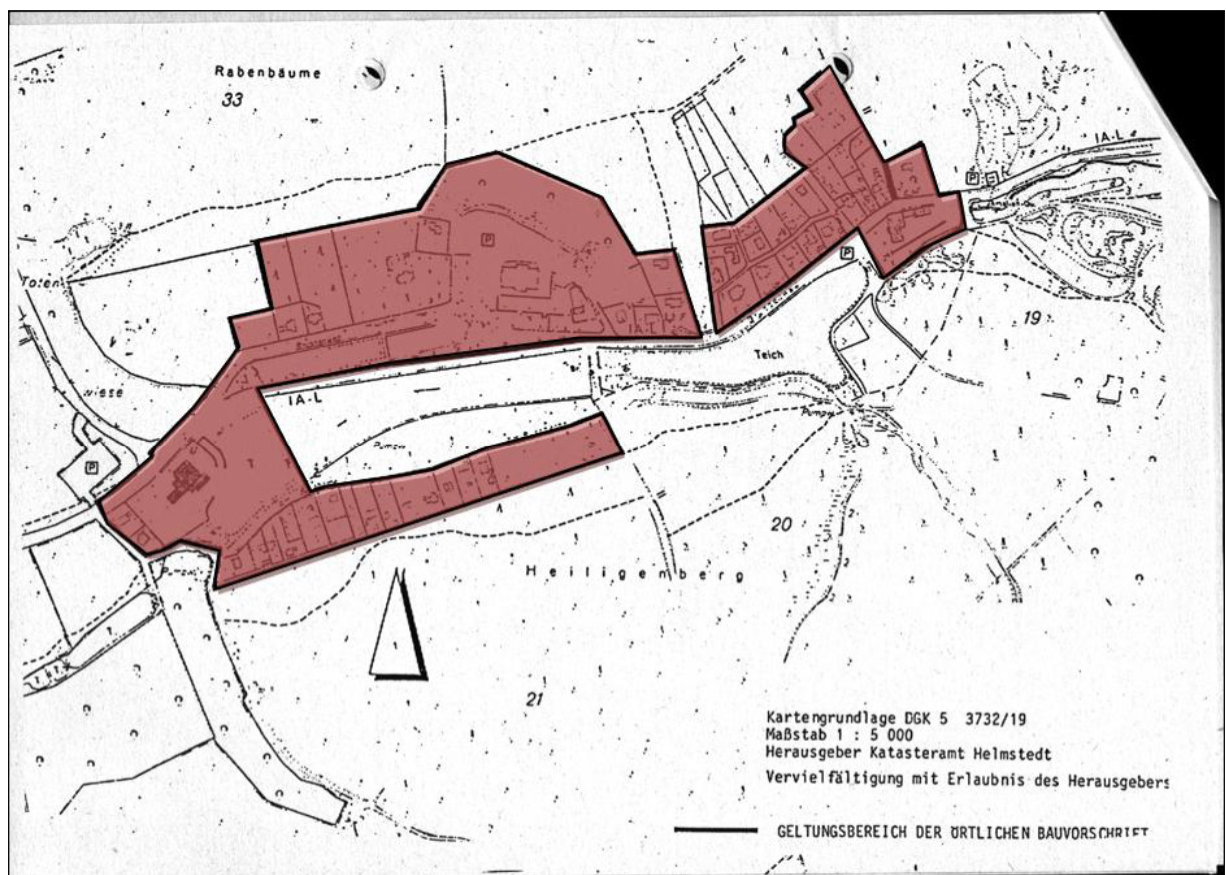 Rabenbäume
33
IA-L
P
P
P
19
Teich
IA-L
wiese
P
20
Heiligenberg
21
Kartengrundlage DGK 5 3732/19
Maßstab 1 : 5 000
Herausgeber Katasteramt Helmstedt
Vervielfältigung mit Erlaubnis des Herausgebers
GELTUNGSBEREICH DER ÖRTLICHEN BAUVORSCHRIFT